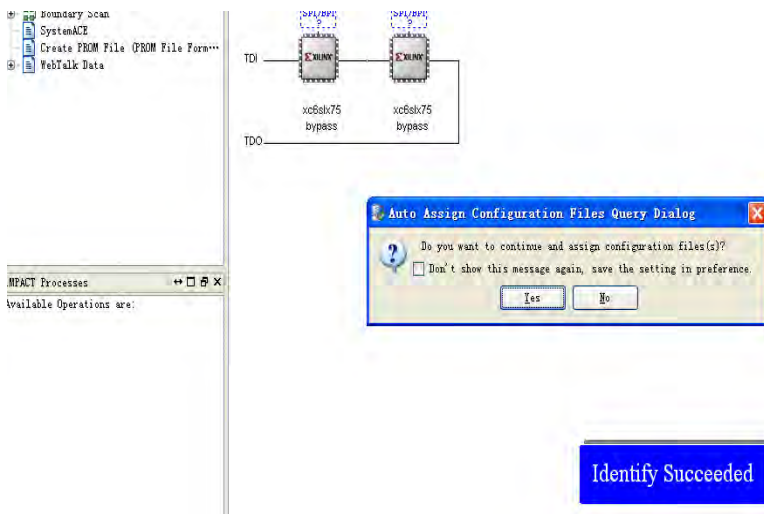 Boundary Scan
SystemACE
Create PROM File (PROM File Form...
WebTalk Data
SPI/BPI
?
SPI/BPI
?
TDI
XILINX
XILINX
xc6slx75
bypass
xc6slx75
bypass
TDO
Auto Assign Configuration Files Query Dialog
Do you want to continue and assign configuration files(s)?
Don't show this message again, save the setting in preference.
Yes
No
MPACT Processes
Available Operations are:
Identify Succeeded